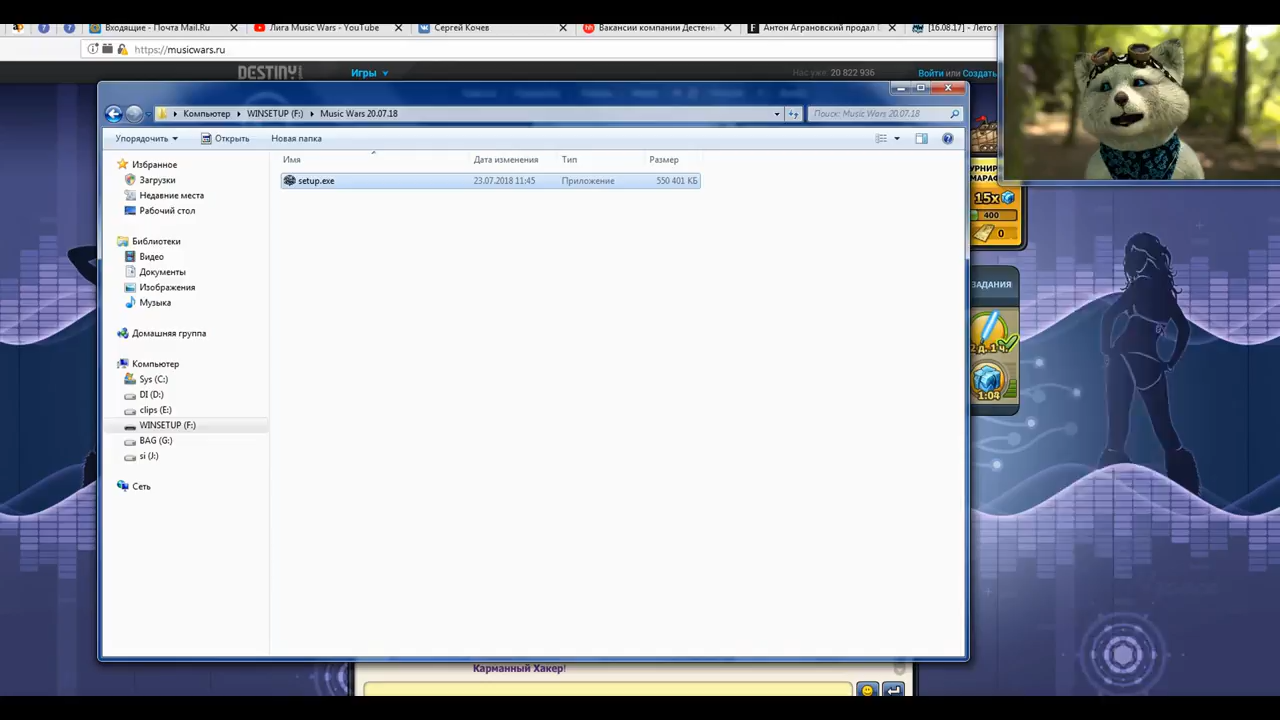 Входящие - Почта Mail.Ru
Лига Music Wars - YouTube
Сергей Кочев
Вакансии компании Дестени
Антон Аграновский продал
[16.08.17] - Лето п
https://musicwars.ru
DESTINY
Игры
Нас уже: 20 822 936
Войти или Создать
Компьютер
WINSETUP (F:)
Music Wars 20.07.18
Поиск: Music Wars 20.07.18
Упорядочить
Открыть
Новая папка
Имя
Дата изменения
Тип
Размер
setup.exe
23.07.2018 11:45
Приложение
550 401 КБ
Избранное
Загрузки
Недавние места
Рабочий стол
Библиотеки
Видео
Документы
Изображения
Музыка
Домашняя группа
Компьютер
Sys (C:)
DI (D:)
clips (E:)
WINSETUP (F:)
BAG (G:)
si (J:)
Сеть
15x
400
0
ЗАДАНИЯ
2 д. 1 ч.
1:04
Карманный Хакер!